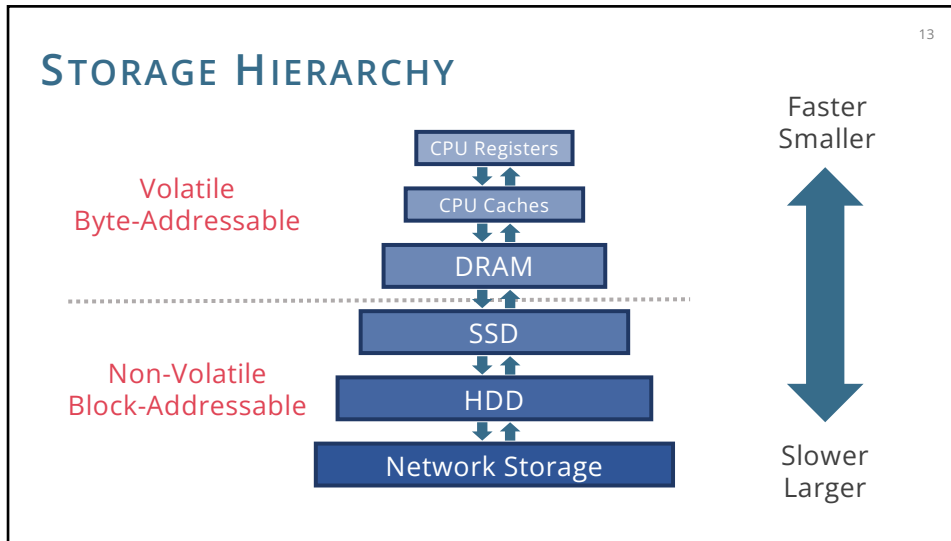 13
STORAGE HIERARCHY
Faster
Smaller
CPU Registers
Volatile
Byte-Addressable
CPU Caches
DRAM
SSD
Non-Volatile
Block-Addressable
HDD
Network Storage
Slower
Larger